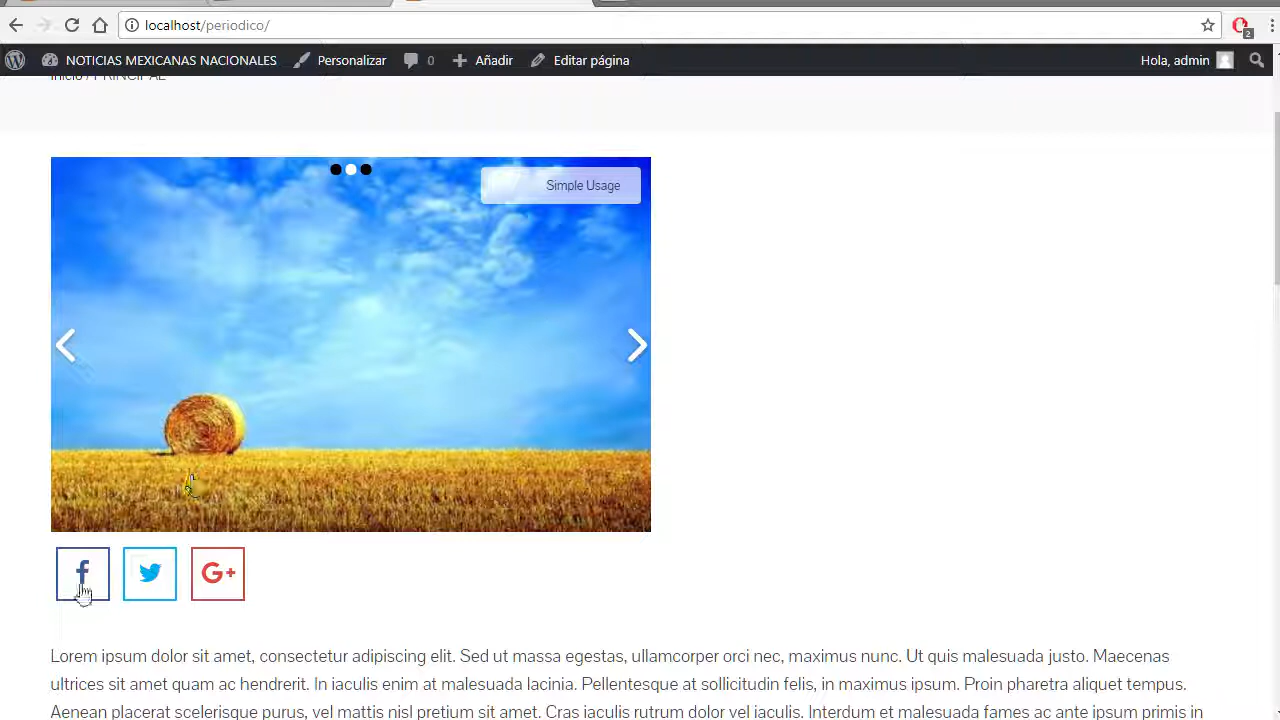 localhost/periodico/
2
NOTICIAS MEXICANAS NACIONALES Personalizar 0 Añadir Editar página Hola, admin
Inicio / PRINCIPAL
Simple Usage
G+
Lorem ipsum dolor sit amet, consectetur adipiscing elit. Sed ut massa egestas, ullamcorper orci nec, maximus nunc. Ut quis malesuada justo. Maecenas
ultrices sit amet quam ac hendrerit. In iaculis enim at malesuada lacinia. Pellentesque at sollicitudin felis, in maximus ipsum. Proin pharetra aliquet tempus.
Aenean placerat scelerisque purus, vel mattis nisl pretium sit amet. Cras iaculis rutrum dolor vel iaculis. Interdum et malesuada fames ac ante ipsum primis in